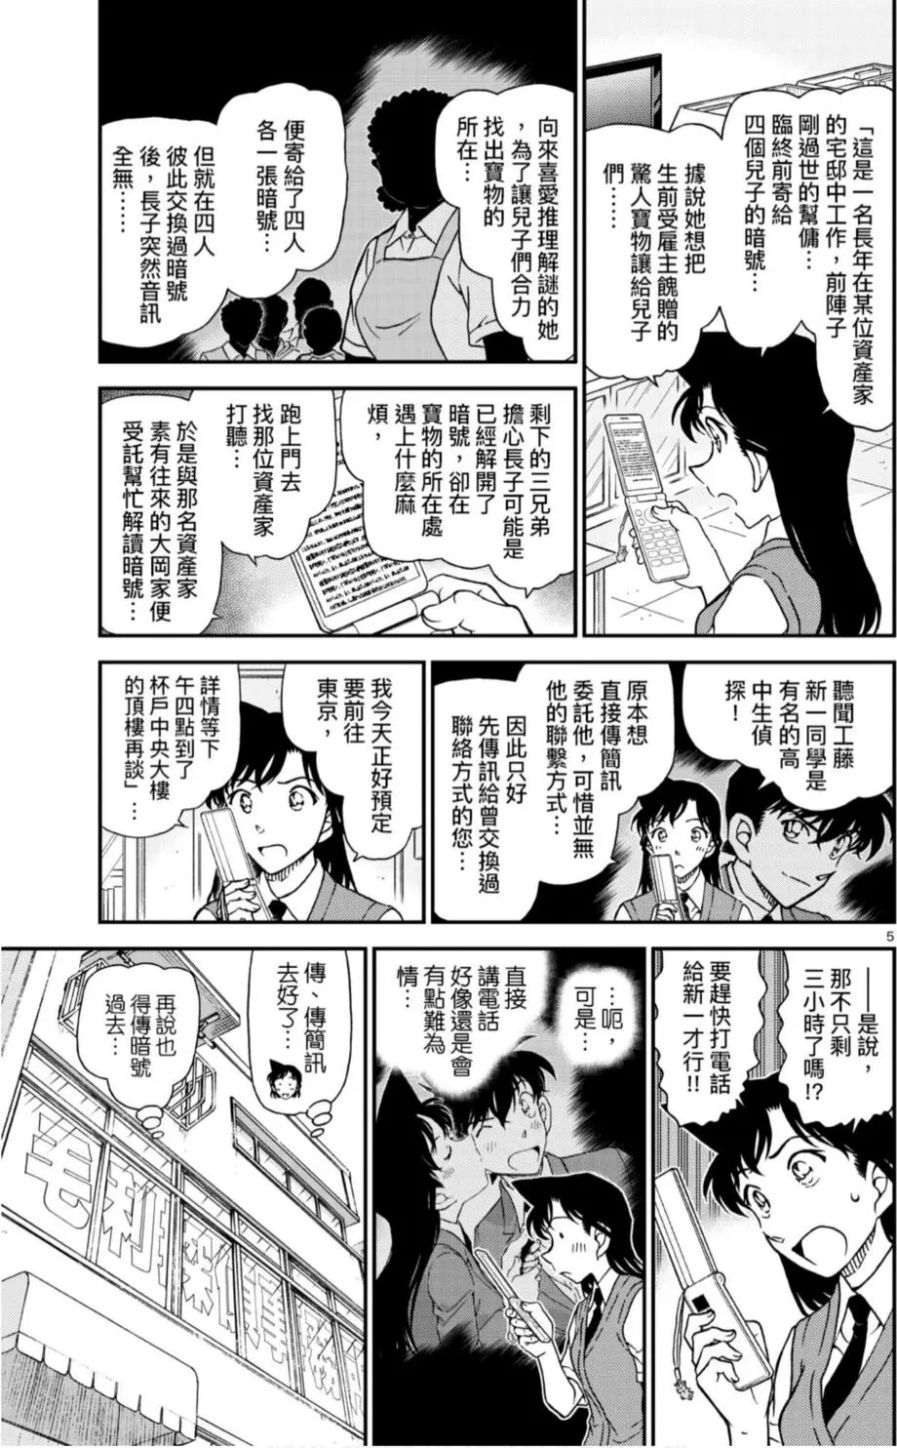 「這是一名長年在某位資產家
的宅邸中工作，前陣子
剛過世的幫傭…
臨終前寄給
四個兒子的暗號…
據說她想把
生前受雇主餽贈的
驚人寶物讓給兒子
們……
向來喜愛推理解謎的她
，為了讓兒子們合力
找出寶物的
所在…
便寄給了四人
各一張暗號…
但就在四人
彼此交換過暗號
後，長子突然音訊
全無……
剩下的三兄弟
擔心長子可能是
已經解開了
暗號，卻在
寶物的所在處
遇上什麼麻
煩，
跑上門去
找那位資產家
打聽…
於是與那名資產家
素有往來的大岡家便
受託幫忙解讀暗號…
聽聞工藤
新一同學是
有名的高
中生偵
探！
原本想
直接傳簡訊
委託他，可惜並無
他的聯繫方式…
因此只好
先傳訊給曾交換過
聯絡方式的您…
我今天正好預定
要前往
東京，
詳情等下
午四點到了
杯戶中央大樓
的頂樓再談」…
5
——是說，
那不只剩
三小時了嗎!?
要趕快打電話
給新一才行!!
…呃，
可是…
直接
講電話
好像還是會
有點難為
情…
傳、傳簡訊
去好了…
再說也
得傳暗號
過去…
毛利偵探事務